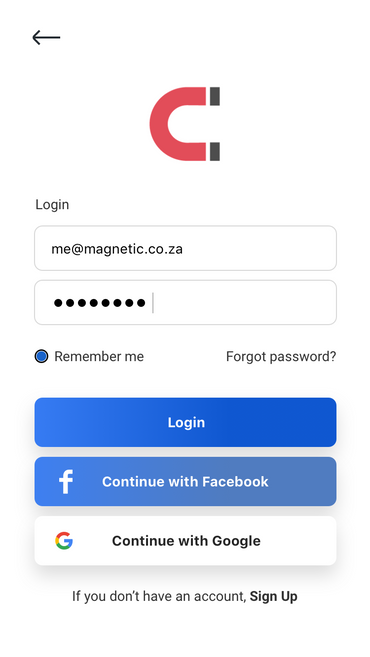 Login
me@magnetic.co.za
●●●●●●●●
Remember me Forgot password?
Login
Continue with Facebook
Continue with Google
If you don’t have an account, Sign Up